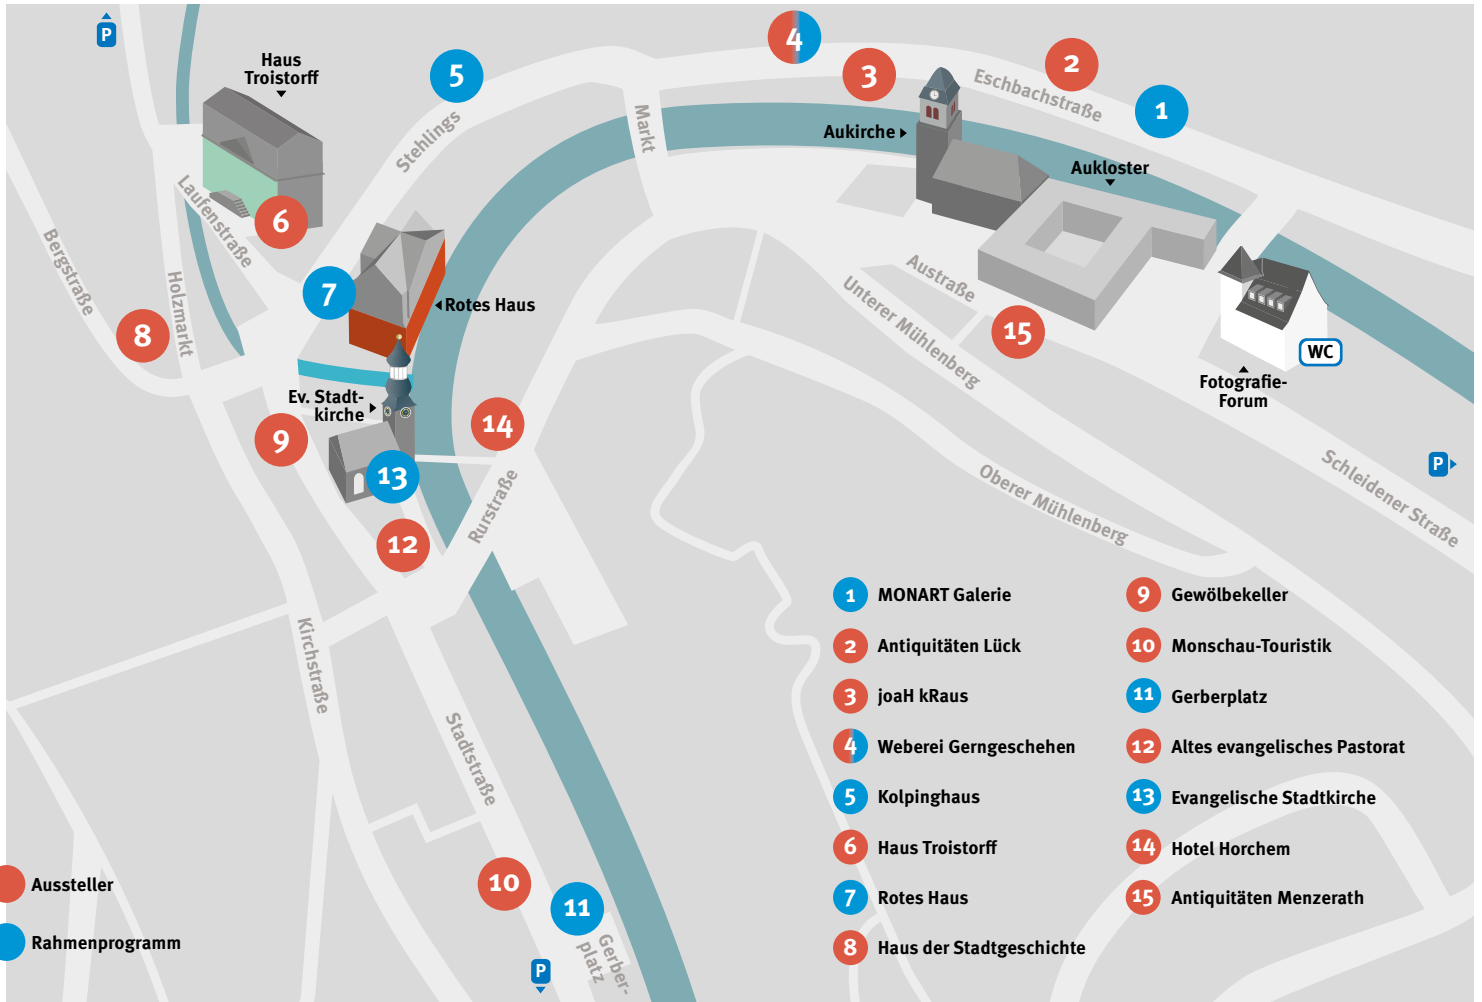 P
Haus
Troistorff
5
4
3
2
1
Eschbachstraße
Stehlings
Markt
Aukirche
Aukloster
Laufenstraße
6
Bergstraße
Holzmarkt
7
Rotes Haus
8
Austraße
Unterer Mühlenberg
15
WC
Fotografie-
Forum
Ev. Stadt-
kirche
9
14
13
12
Rurstraße
Oberer Mühlenberg
Schleidener Straße
P
Kirchstraße
Stadtstraße
10
11
Gerber-
platz
P
Aussteller
Rahmenprogramm
1 MONART Galerie
2 Antiquitäten Lück
3 joaH kRaus
4 Weberei Gerngeschehen
5 Kolpinghaus
6 Haus Troistorff
7 Rotes Haus
8 Haus der Stadtgeschichte
9 Gewölbekeller
10 Monschau-Touristik
11 Gerberplatz
12 Altes evangelisches Pastorat
13 Evangelische Stadtkirche
14 Hotel Horchem
15 Antiquitäten Menzerath